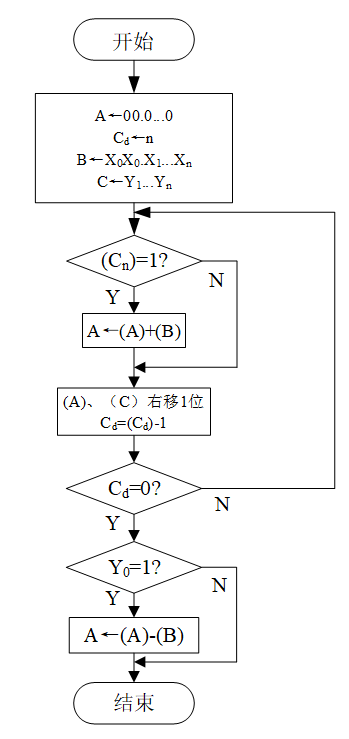 开始
A←00.0...0
Cd←n
B←X0X0.X1...Xn
C←Y1...Yn
(Cn)=1?
N
Y
A←(A)+(B)
(A)、（C）右移1位
Cd=(Cd)-1
Cd=0?
N
Y
Y0=1?
N
Y
A←(A)-(B)
结束